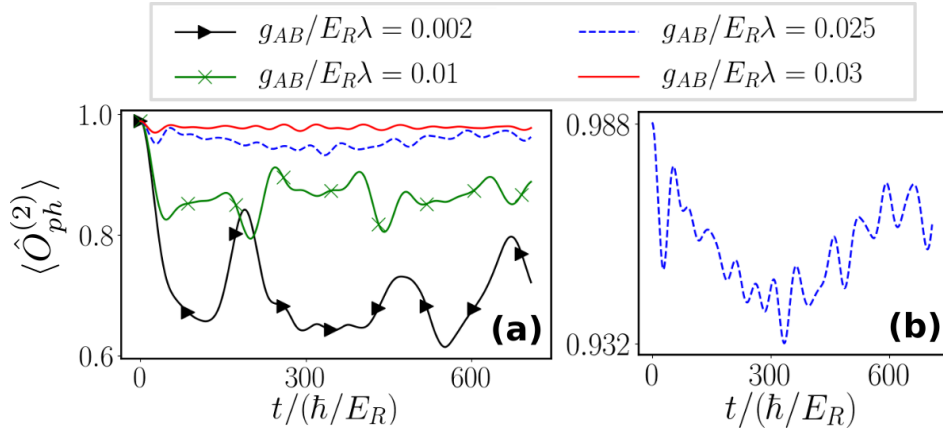 g_{AB}/E_Rλ = 0.002
g_{AB}/E_Rλ = 0.025
g_{AB}/E_Rλ = 0.01
g_{AB}/E_Rλ = 0.03
⟨Ô_{ph}^{(2)}⟩
1.0
0.8
0.6
0
300
600
t/(ħ/E_R)
(a)
0.988
0.932
0
300
600
t/(ħ/E_R)
(b)